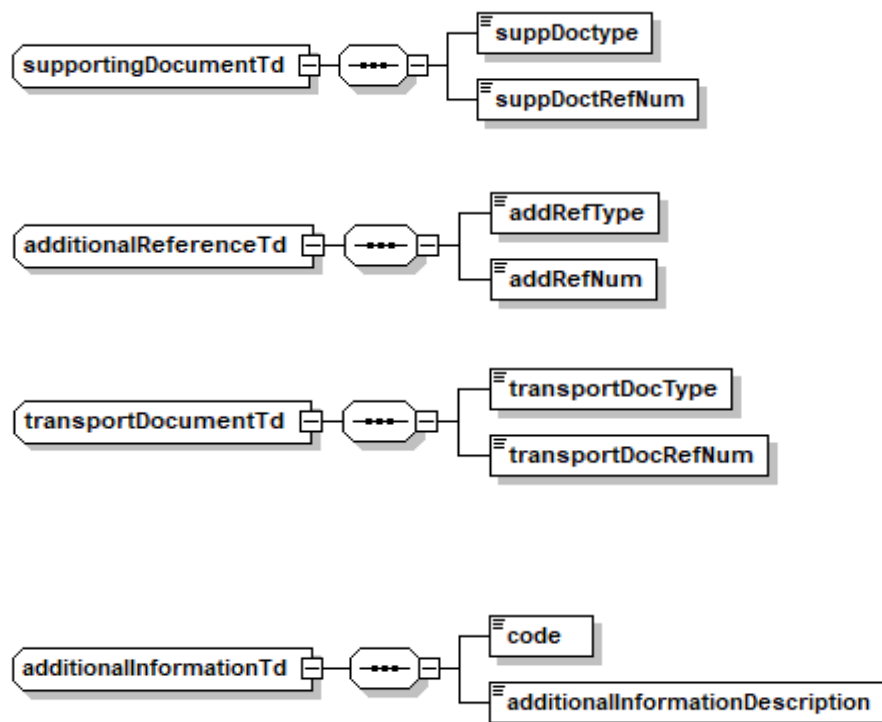 suppDoctype
supportingDocumentTd
suppDoctRefNum
addRefType
additionalReferenceTd
addRefNum
transportDocType
transportDocumentTd
transportDocRefNum
code
additionalInformationTd
additionalInformationDescription